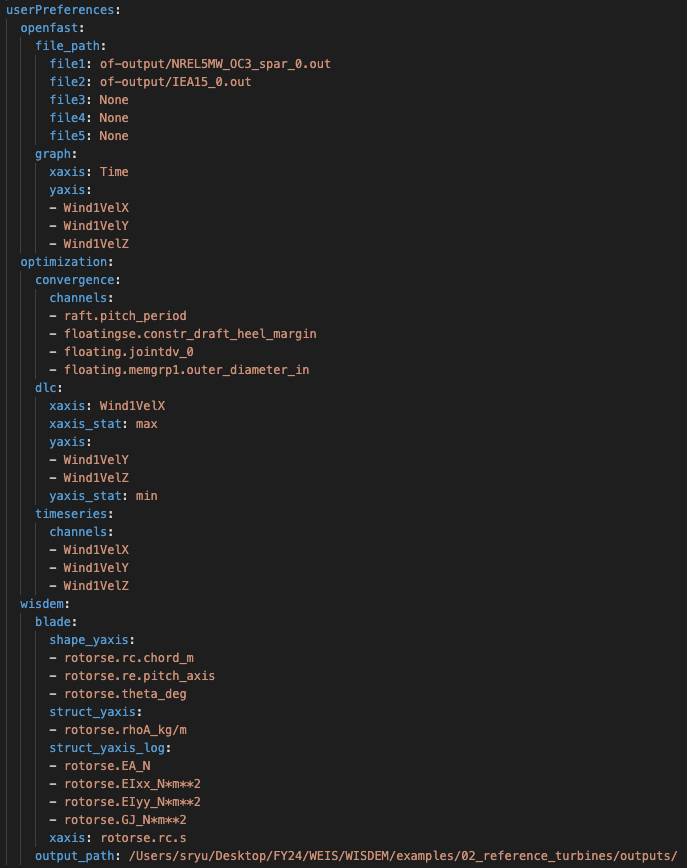 userPreferences:
  openfast:
    file_path:
      file1: of-output/NREL5MW_OC3_spar_0.out
      file2: of-output/IEA15_0.out
      file3: None
      file4: None
      file5: None
    graph:
      xaxis: Time
      yaxis:
      - Wind1VelX
      - Wind1VelY
      - Wind1VelZ
  optimization:
    convergence:
      channels:
      - raft.pitch_period
      - floatingse.constr_draft_heel_margin
      - floating.jointdv_0
      - floating.memgrp1.outer_diameter_in
    dlc:
      xaxis: Wind1VelX
      xaxis_stat: max
      yaxis:
      - Wind1VelY
      - Wind1VelZ
      yaxis_stat: min
    timeseries:
      channels:
      - Wind1VelX
      - Wind1VelY
      - Wind1VelZ
  wisdem:
    blade:
      shape_yaxis:
      - rotorse.rc.chord_m
      - rotorse.re.pitch_axis
      - rotorse.theta_deg
      struct_yaxis:
      - rotorse.rhoA_kg/m
      struct_yaxis_log:
      - rotorse.EA_N
      - rotorse.EIxx_N*m**2
      - rotorse.EIyy_N*m**2
      - rotorse.GJ_N*m**2
      xaxis: rotorse.rc.s
    output_path: /Users/sryu/Desktop/FY24/WEIS/WISDEM/examples/02_reference_turbines/outputs/